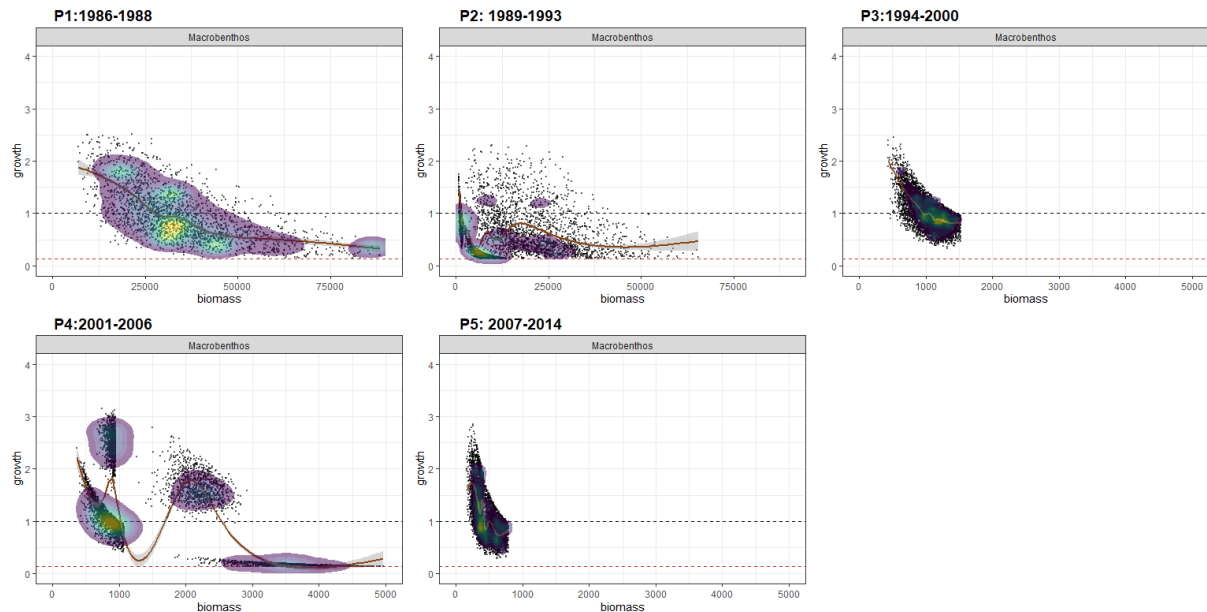 P1:1986-1988
P2: 1989-1993
P3:1994-2000
Macrobenthos
Macrobenthos
Macrobenthos
4
3
2
1
0
growth
0
25000
50000
75000
biomass
4
3
2
1
0
growth
0
25000
50000
75000
biomass
4
3
2
1
0
growth
0
1000
2000
3000
4000
5000
biomass
P4:2001-2006
P5: 2007-2014
Macrobenthos
Macrobenthos
4
3
2
1
0
growth
0
1000
2000
3000
4000
5000
biomass
4
3
2
1
0
growth
0
1000
2000
3000
4000
5000
biomass